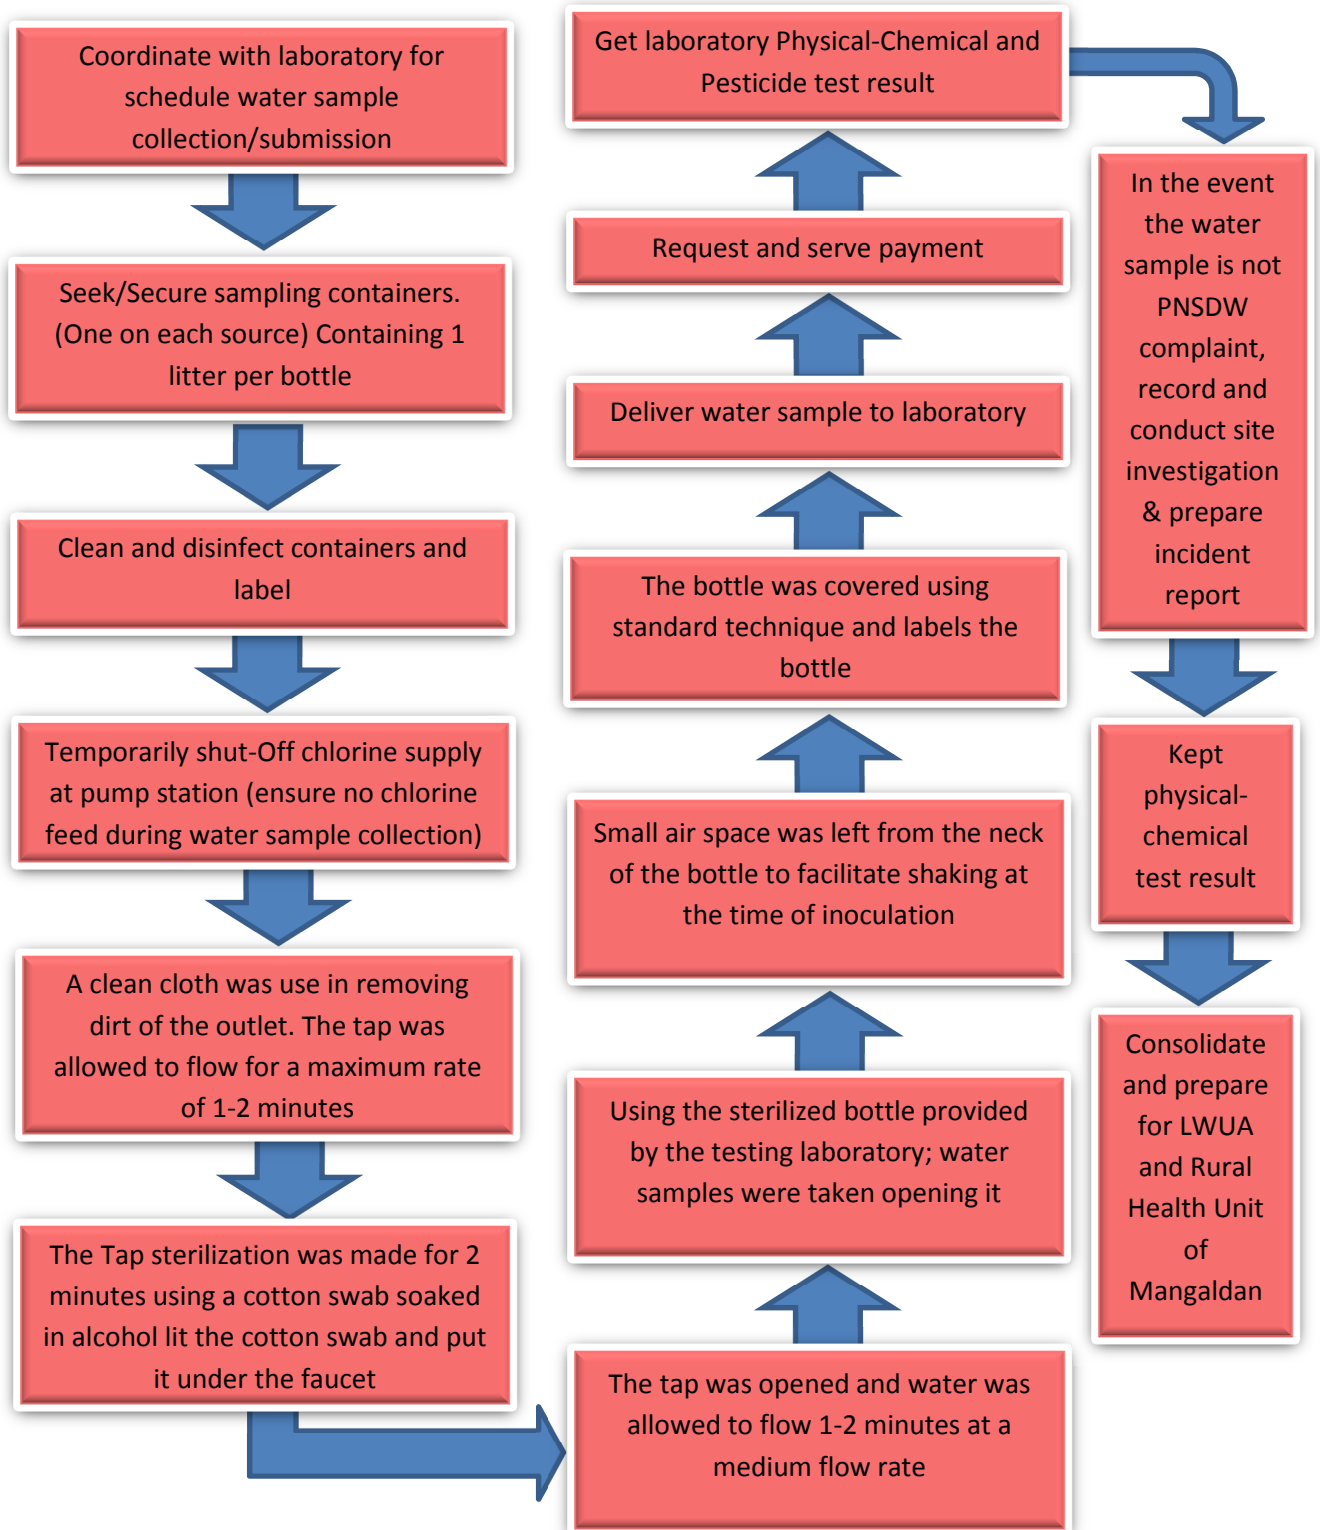 Coordinate with laboratory for
schedule water sample
collection/submission
Seek/Secure sampling containers.
(One on each source) Containing 1
litter per bottle
Clean and disinfect containers and
label
Temporarily shut-Off chlorine supply
at pump station (ensure no chlorine
feed during water sample collection)
A clean cloth was use in removing
dirt of the outlet. The tap was
allowed to flow for a maximum rate
of 1-2 minutes
The Tap sterilization was made for 2
minutes using a cotton swab soaked
in alcohol lit the cotton swab and put
it under the faucet
The tap was opened and water was
allowed to flow 1-2 minutes at a
medium flow rate
Using the sterilized bottle provided
by the testing laboratory; water
samples were taken opening it
Small air space was left from the neck
of the bottle to facilitate shaking at
the time of inoculation
The bottle was covered using
standard technique and labels the
bottle
Deliver water sample to laboratory
Request and serve payment
Get laboratory Physical-Chemical and
Pesticide test result
In the event
the water
sample is not
PNSDW
complaint,
record and
conduct site
investigation
& prepare
incident
report
Kept
physical-
chemical
test result
Consolidate
and prepare
for LWUA
and Rural
Health Unit
of
Mangaldan